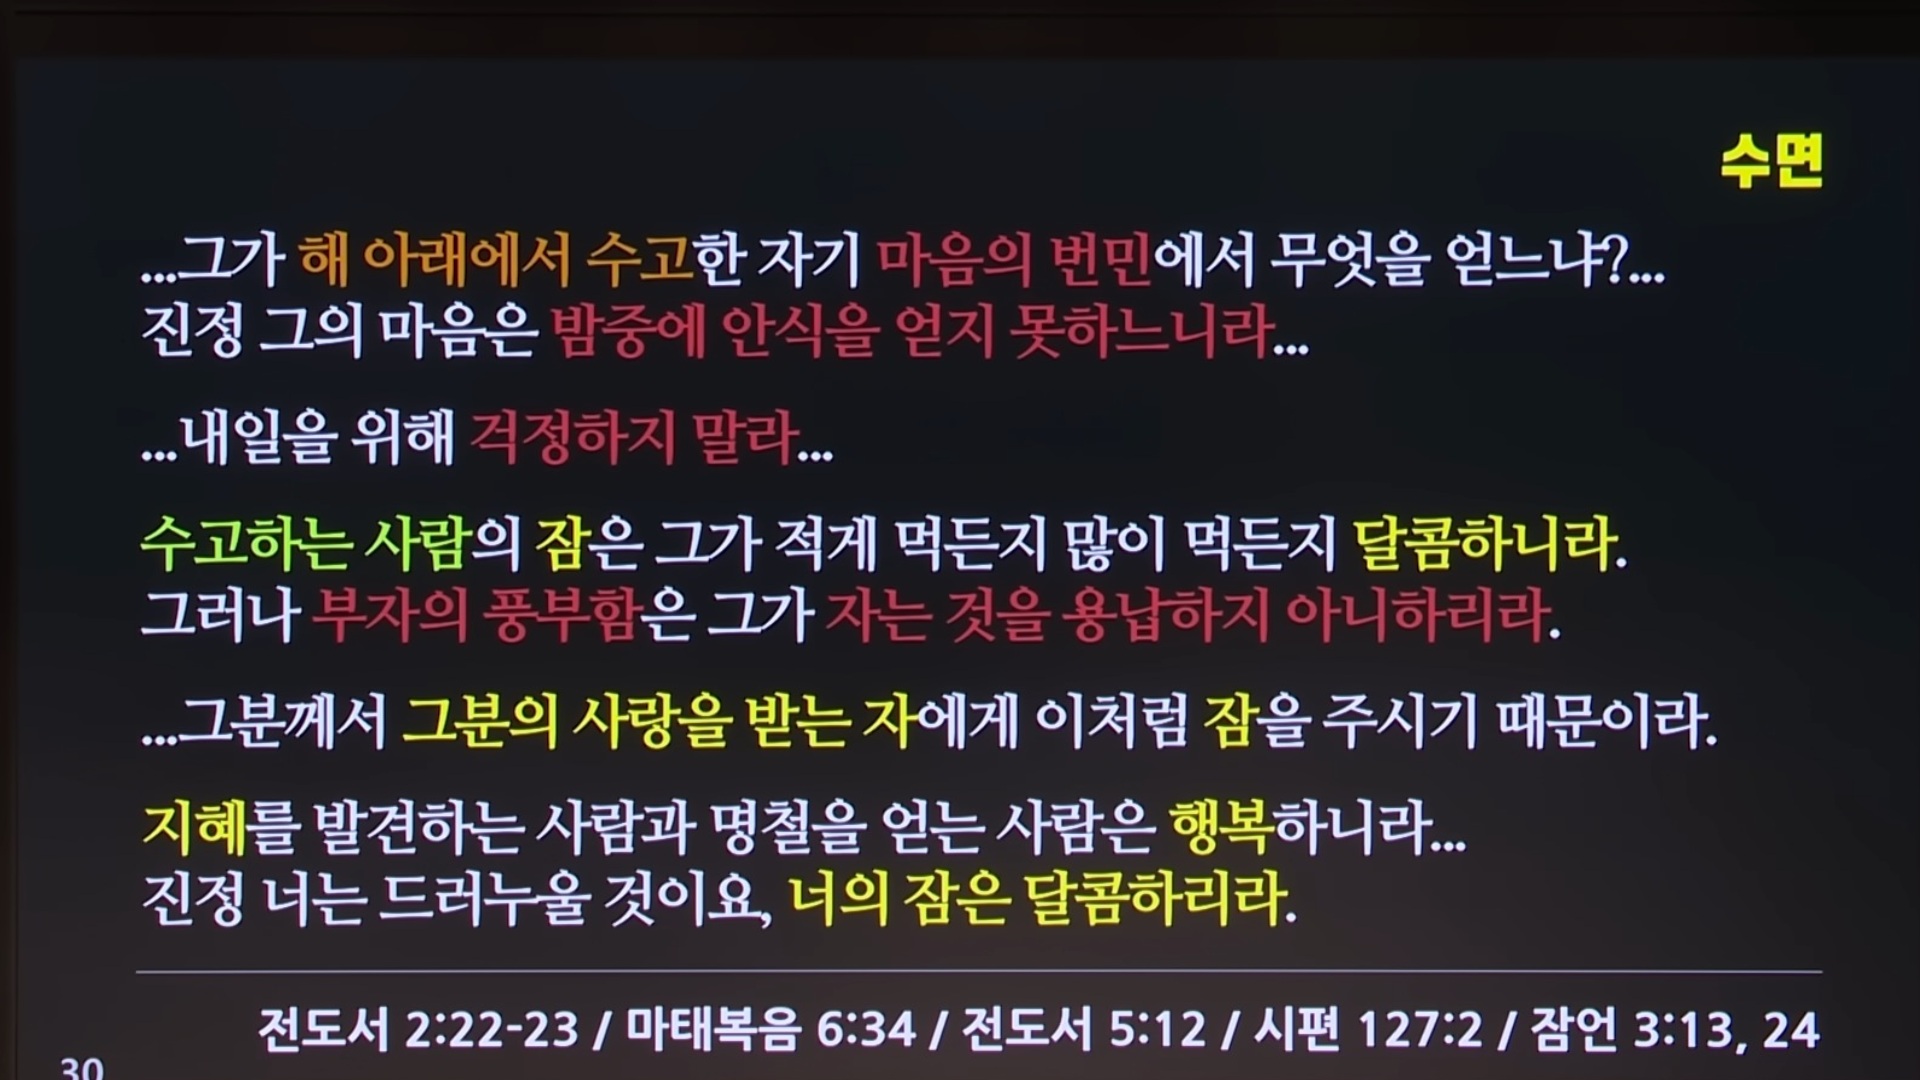 수면
...그가 해 아래에서 수고한 자기 마음의 번민에서 무엇을 얻느냐?...
진정 그의 마음은 밤중에 안식을 얻지 못하느니라...
...내일을 위해 걱정하지 말라...
수고하는 사람의 잠은 그가 적게 먹든지 많이 먹든지 달콤하니라.
그러나 부자의 풍부함은 그가 자는 것을 용납하지 아니하리라.
...그분께서 그분의 사랑을 받는 자에게 이처럼 잠을 주시기 때문이라.
지혜를 발견하는 사람과 명철을 얻는 사람은 행복하니라...
진정 너는 드러누울 것이요, 너의 잠은 달콤하리라.
전도서 2:22-23 / 마태복음 6:34 / 전도서 5:12 / 시편 127:2 / 잠언 3:13, 24
30